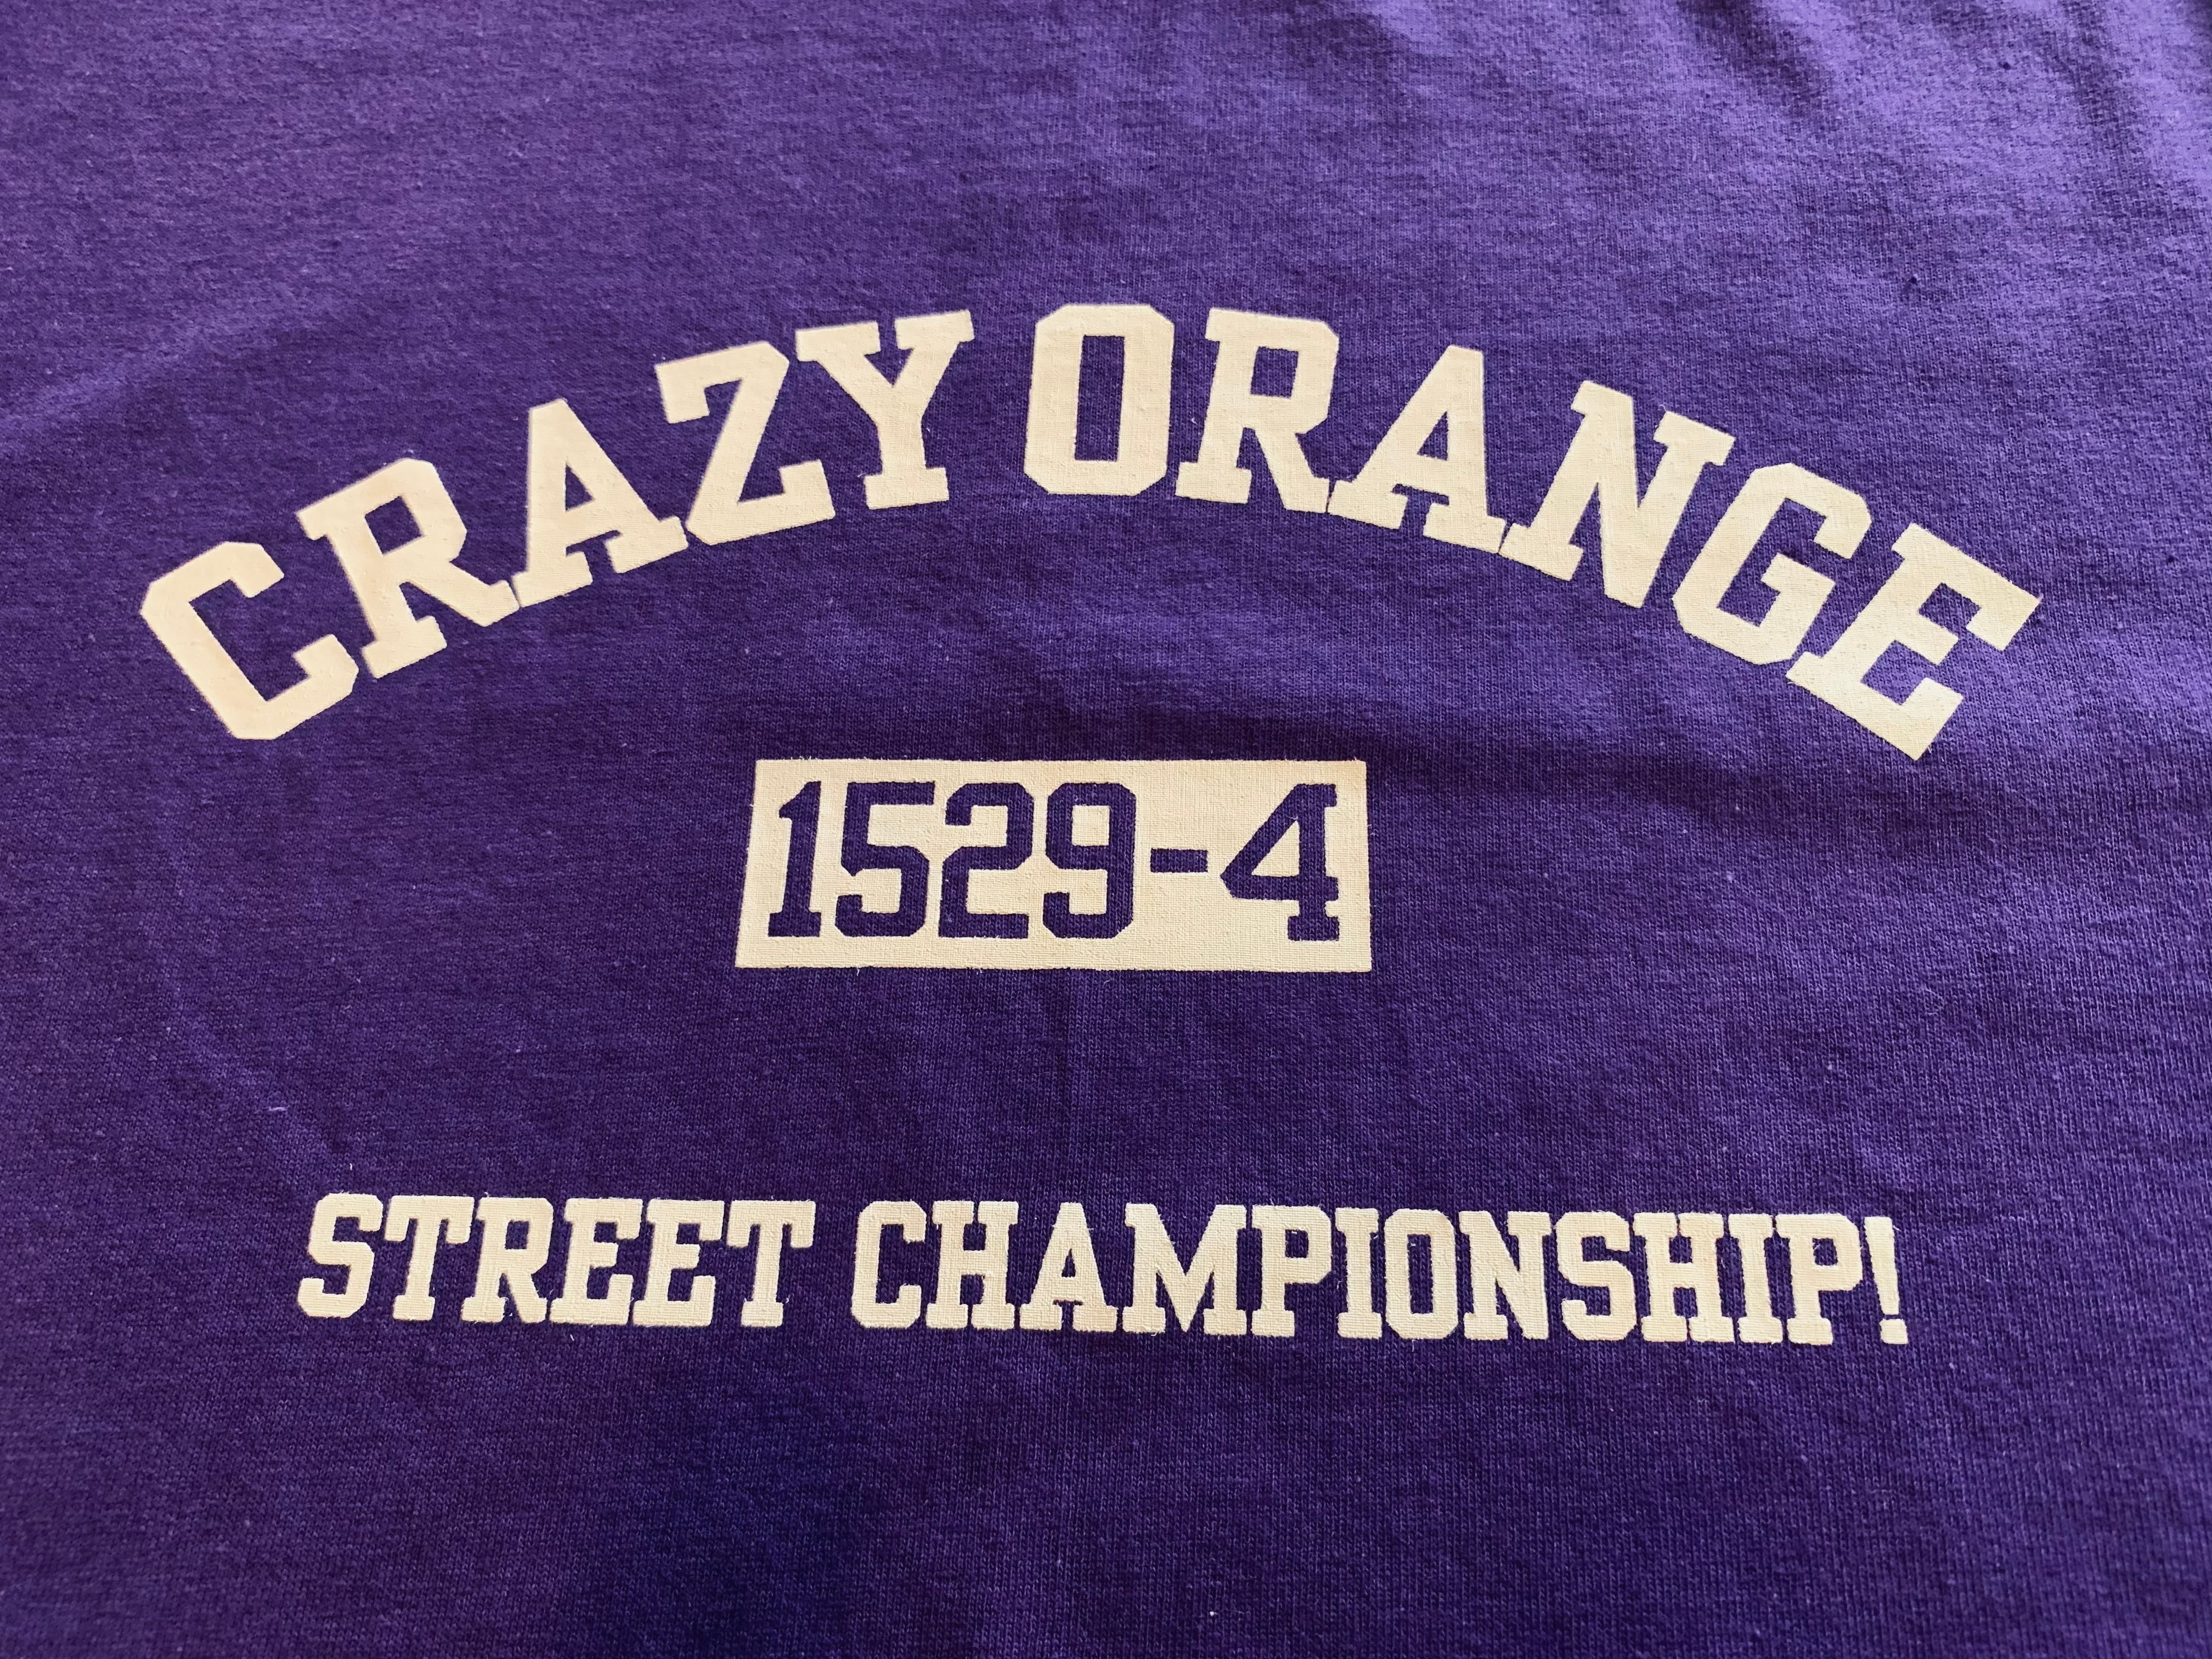 CRAZY ORANGE
1529-4
STREET CHAMPIONSHIP!